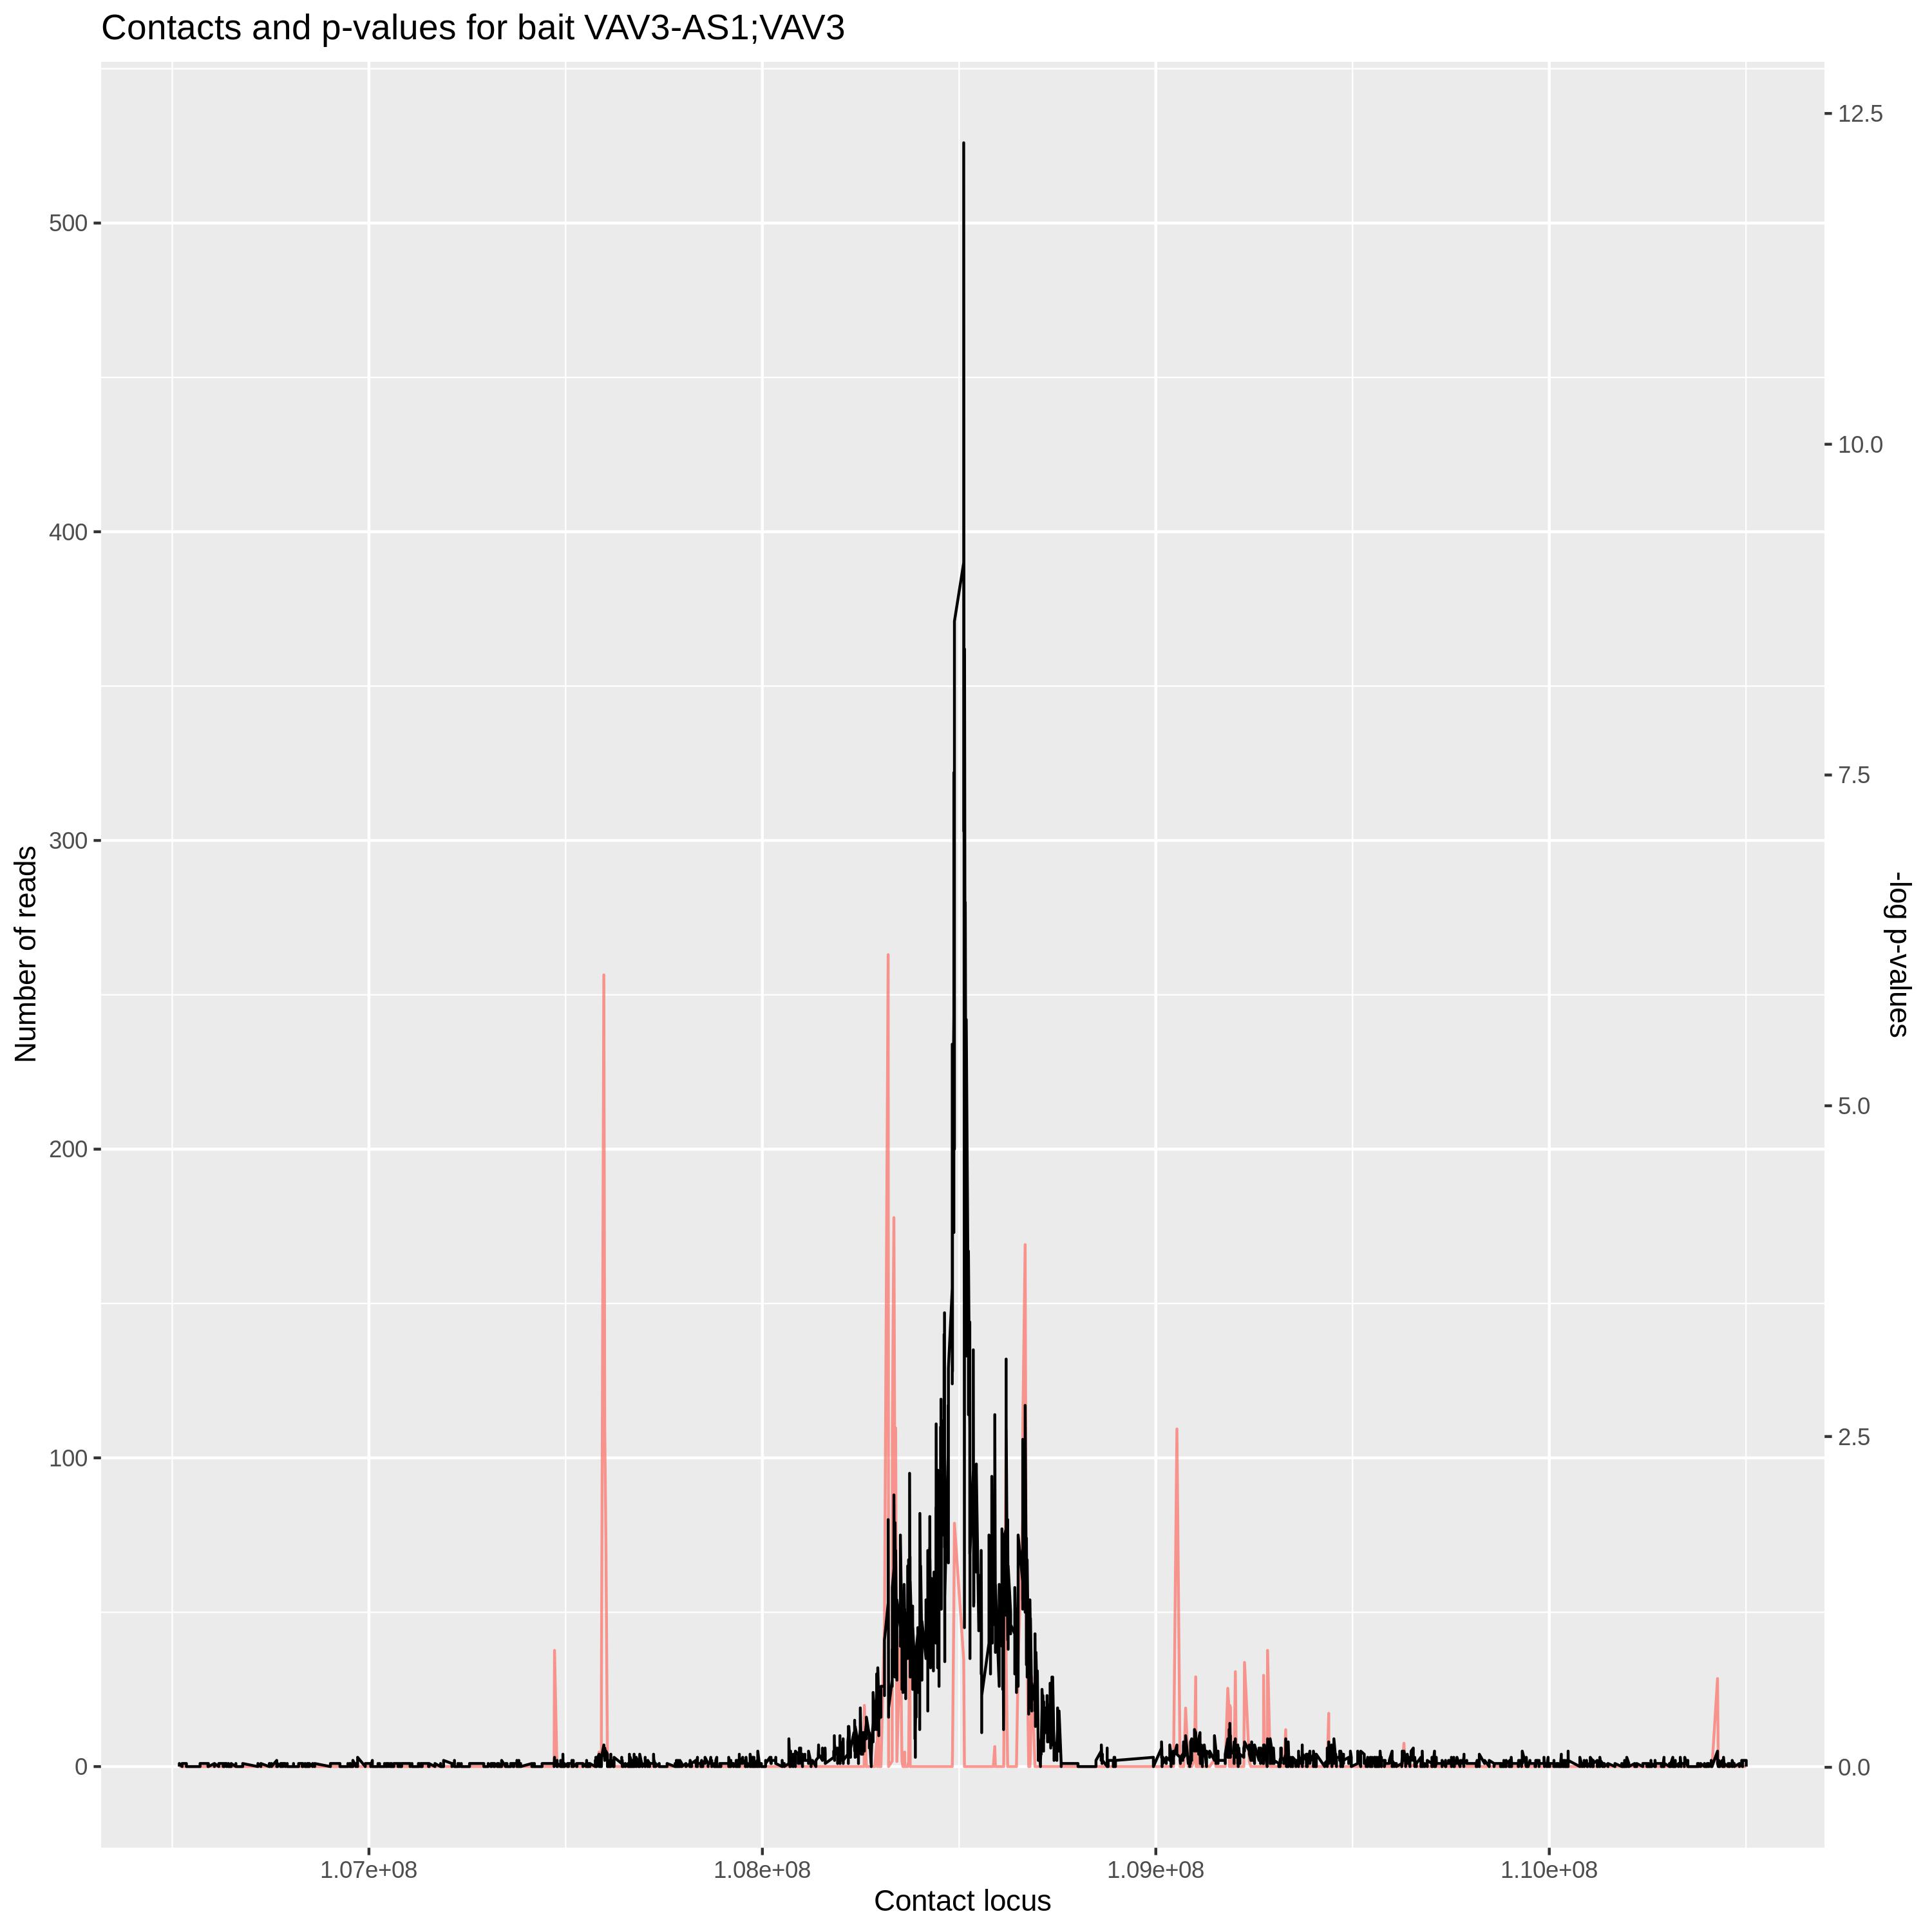 Contacts and p-values for bait VAV3-AS1;VAV3
Number of reads
500
400
300
200
100
0
12.5
10.0
7.5
5.0
2.5
0.0
-log p-values
1.07e+08
1.08e+08
1.09e+08
1.10e+08
Contact locus